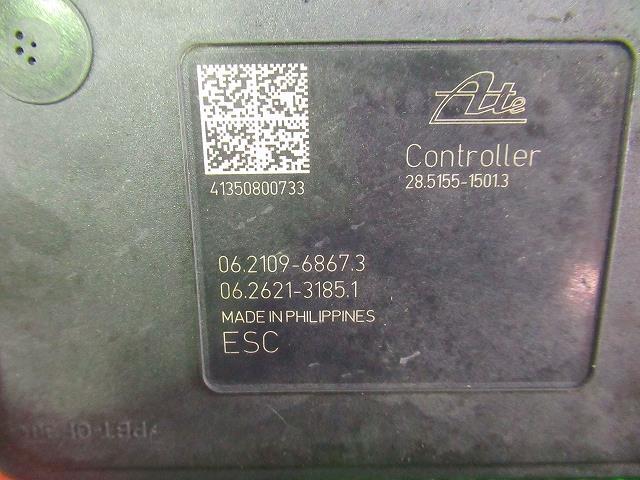 Ate
Controller
28.5155-1501.3
41350800733
06.2109-6867.3
06.2621-3185.1
MADE IN PHILIPPINES
ESC